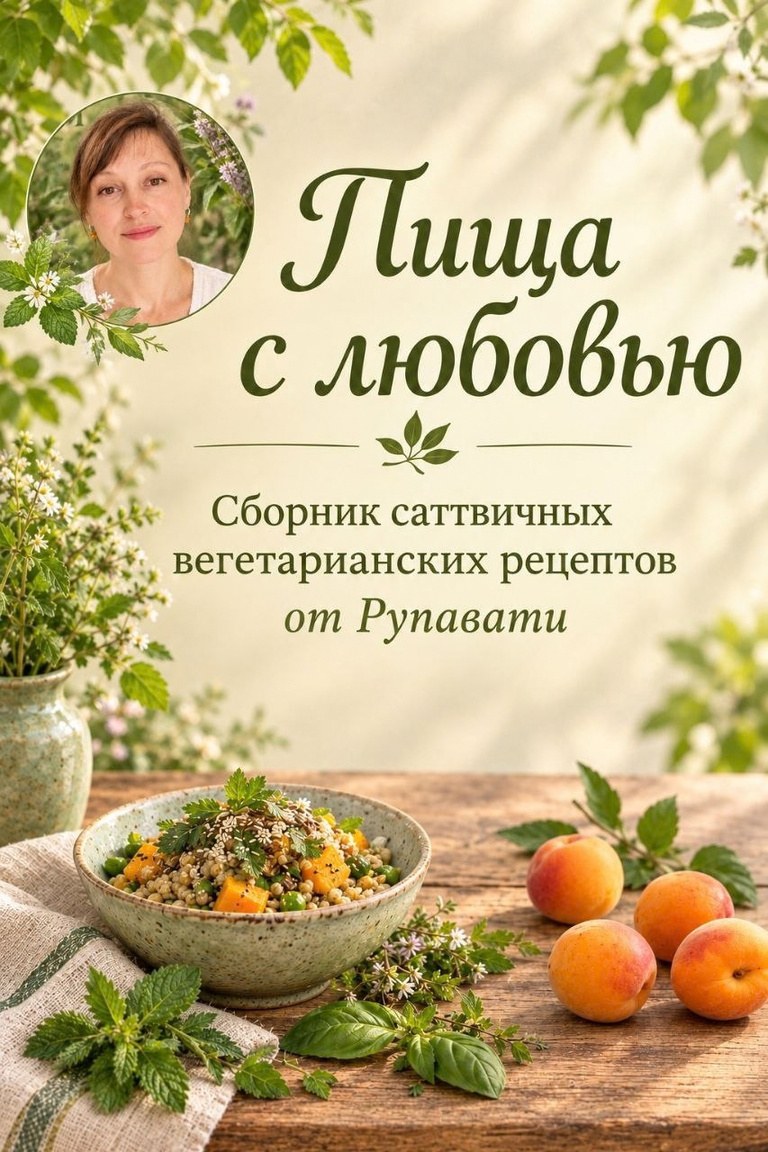 Пища
с любовью
Сборник саттвичных
вегетарианских рецептов
от Рупавати